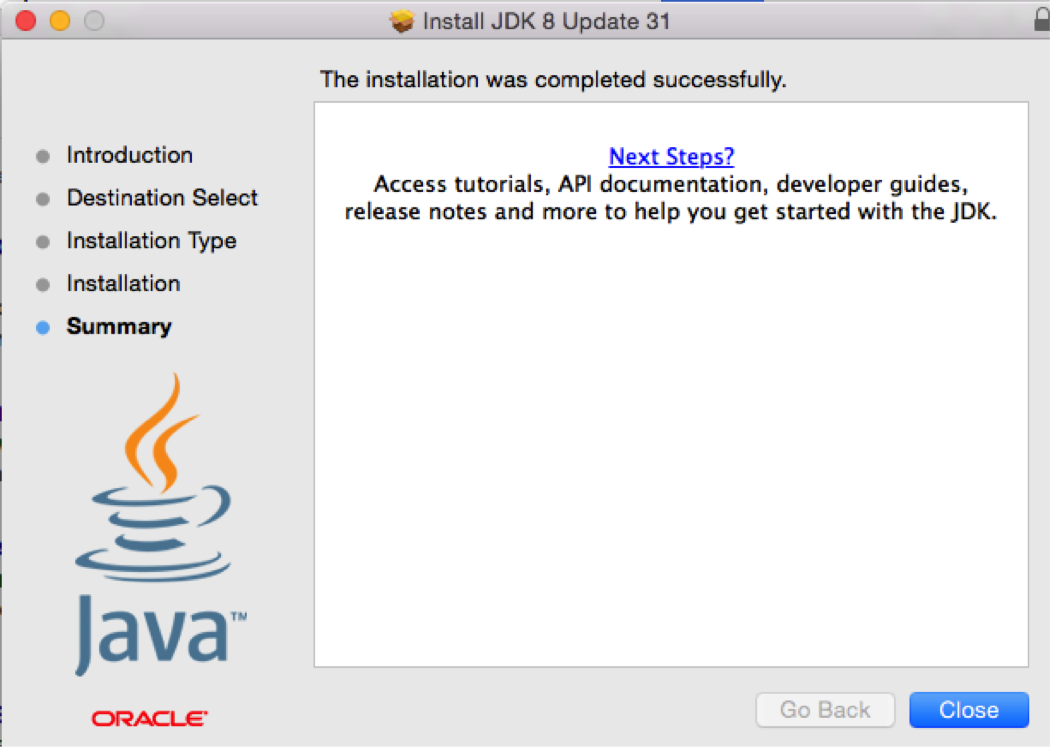 Install JDK 8 Update 31
The installation was completed successfully.
Introduction
Destination Select
Installation Type
Installation
Summary
Next Steps?
Access tutorials, API documentation, developer guides,
release notes and more to help you get started with the JDK.
Java™
ORACLE®
Go Back
Close